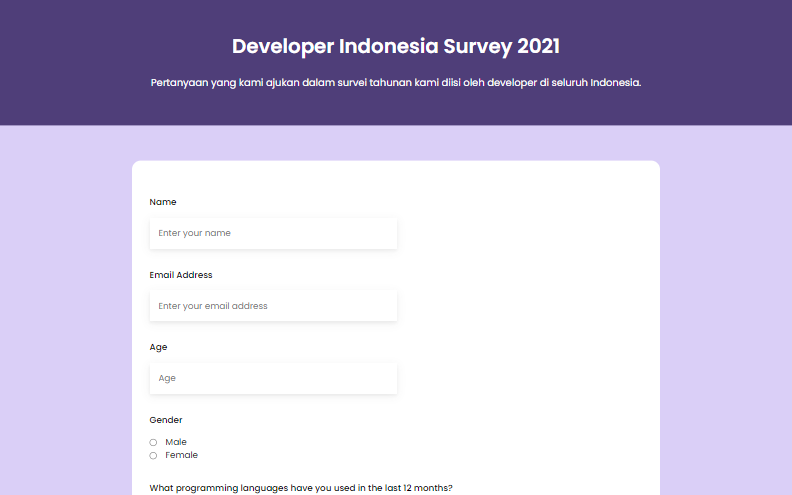 Developer Indonesia Survey 2021
Pertanyaan yang kami ajukan dalam survei tahunan kami diisi oleh developer di seluruh Indonesia.
Name
Enter your name
Email Address
Enter your email address
Age
Age
Gender
Male
Female
What programming languages have you used in the last 12 months?